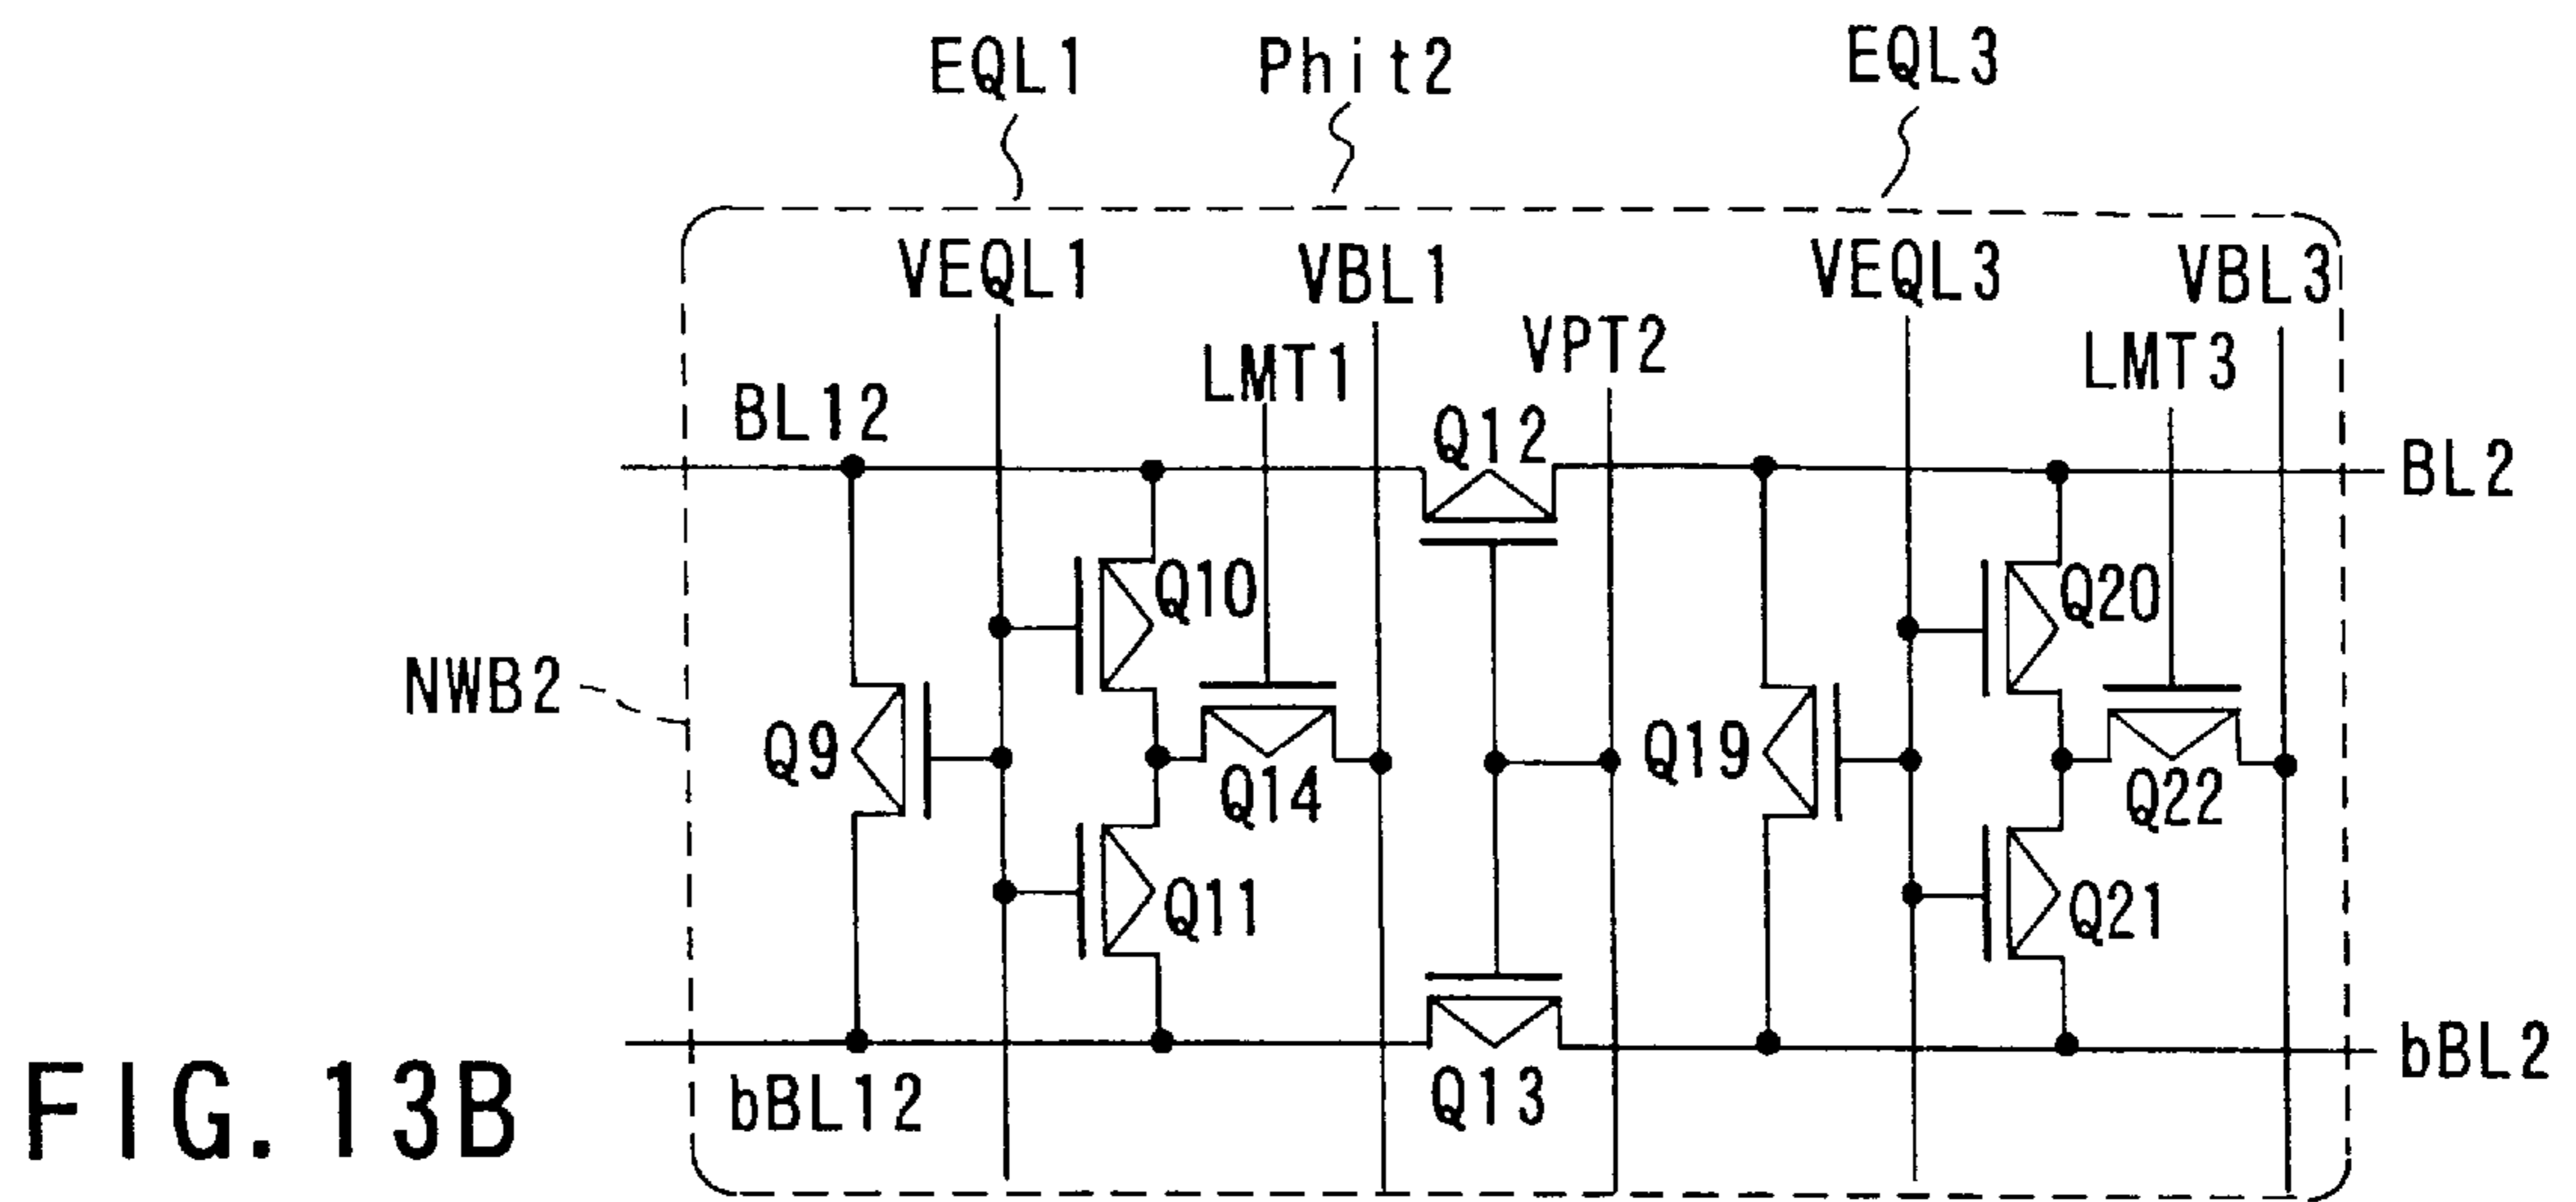 EQL1 Phit2 EQL3
VEQL1 VBL1 VEQL3 VBL3
VPT2
LMT1 LMT3
BL12 Q12 BL2
Q10 Q20
NWB2
Q9 Q14 Q19 Q22
Q11 Q21
bBL12 Q13 bBL2
FIG. 13B